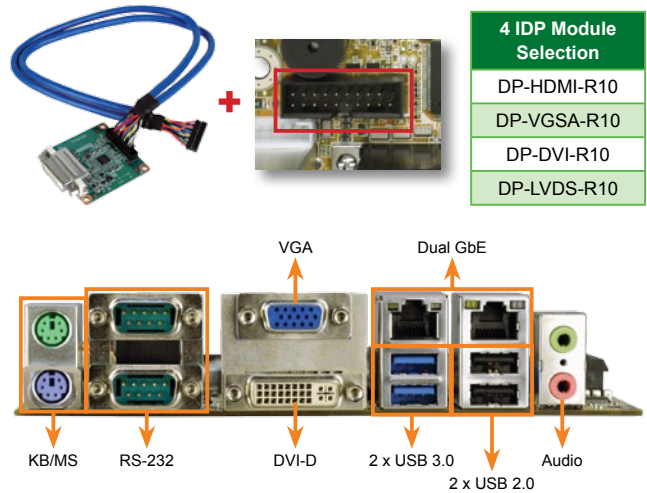 4 IDP Module
Selection
DP-HDMI-R10
DP-VGSA-R10
DP-DVI-R10
DP-LVDS-R10
VGA
Dual GbE
KB/MS
RS-232
DVI-D
2 x USB 3.0
2 x USB 2.0
Audio